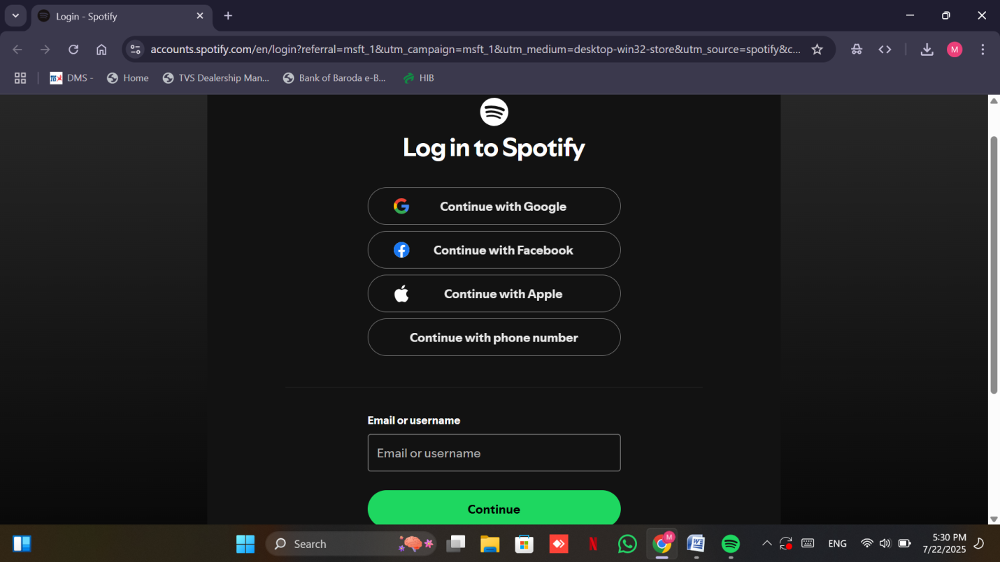 Login - Spotify
accounts.spotify.com/en/login?referral=msft_1&utm_campaign=msft_1&utm_medium=desktop-win32-store&utm_source=spotify&c...
M
DMS -
Home
TVS Dealership Man...
Bank of Baroda e-B...
HIB
Log in to Spotify
Continue with Google
Continue with Facebook
Continue with Apple
Continue with phone number
Email or username
Email or username
Continue
Search
M
ENG
5:30 PM
7/22/2025